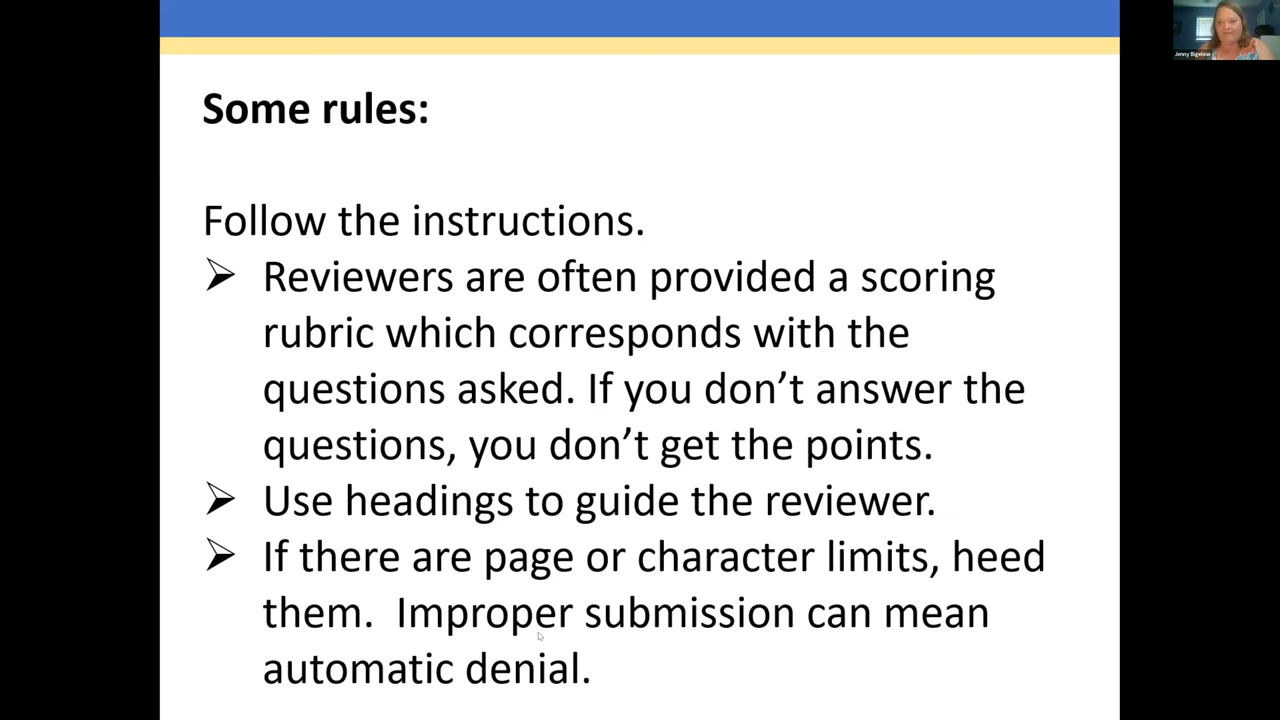 Jenny Bigelow
Some rules:
Follow the instructions.
➢ Reviewers are often provided a scoring
rubric which corresponds with the
questions asked. If you don’t answer the
questions, you don’t get the points.
➢ Use headings to guide the reviewer.
➢ If there are page or character limits, heed
them.  Improper submission can mean
automatic denial.